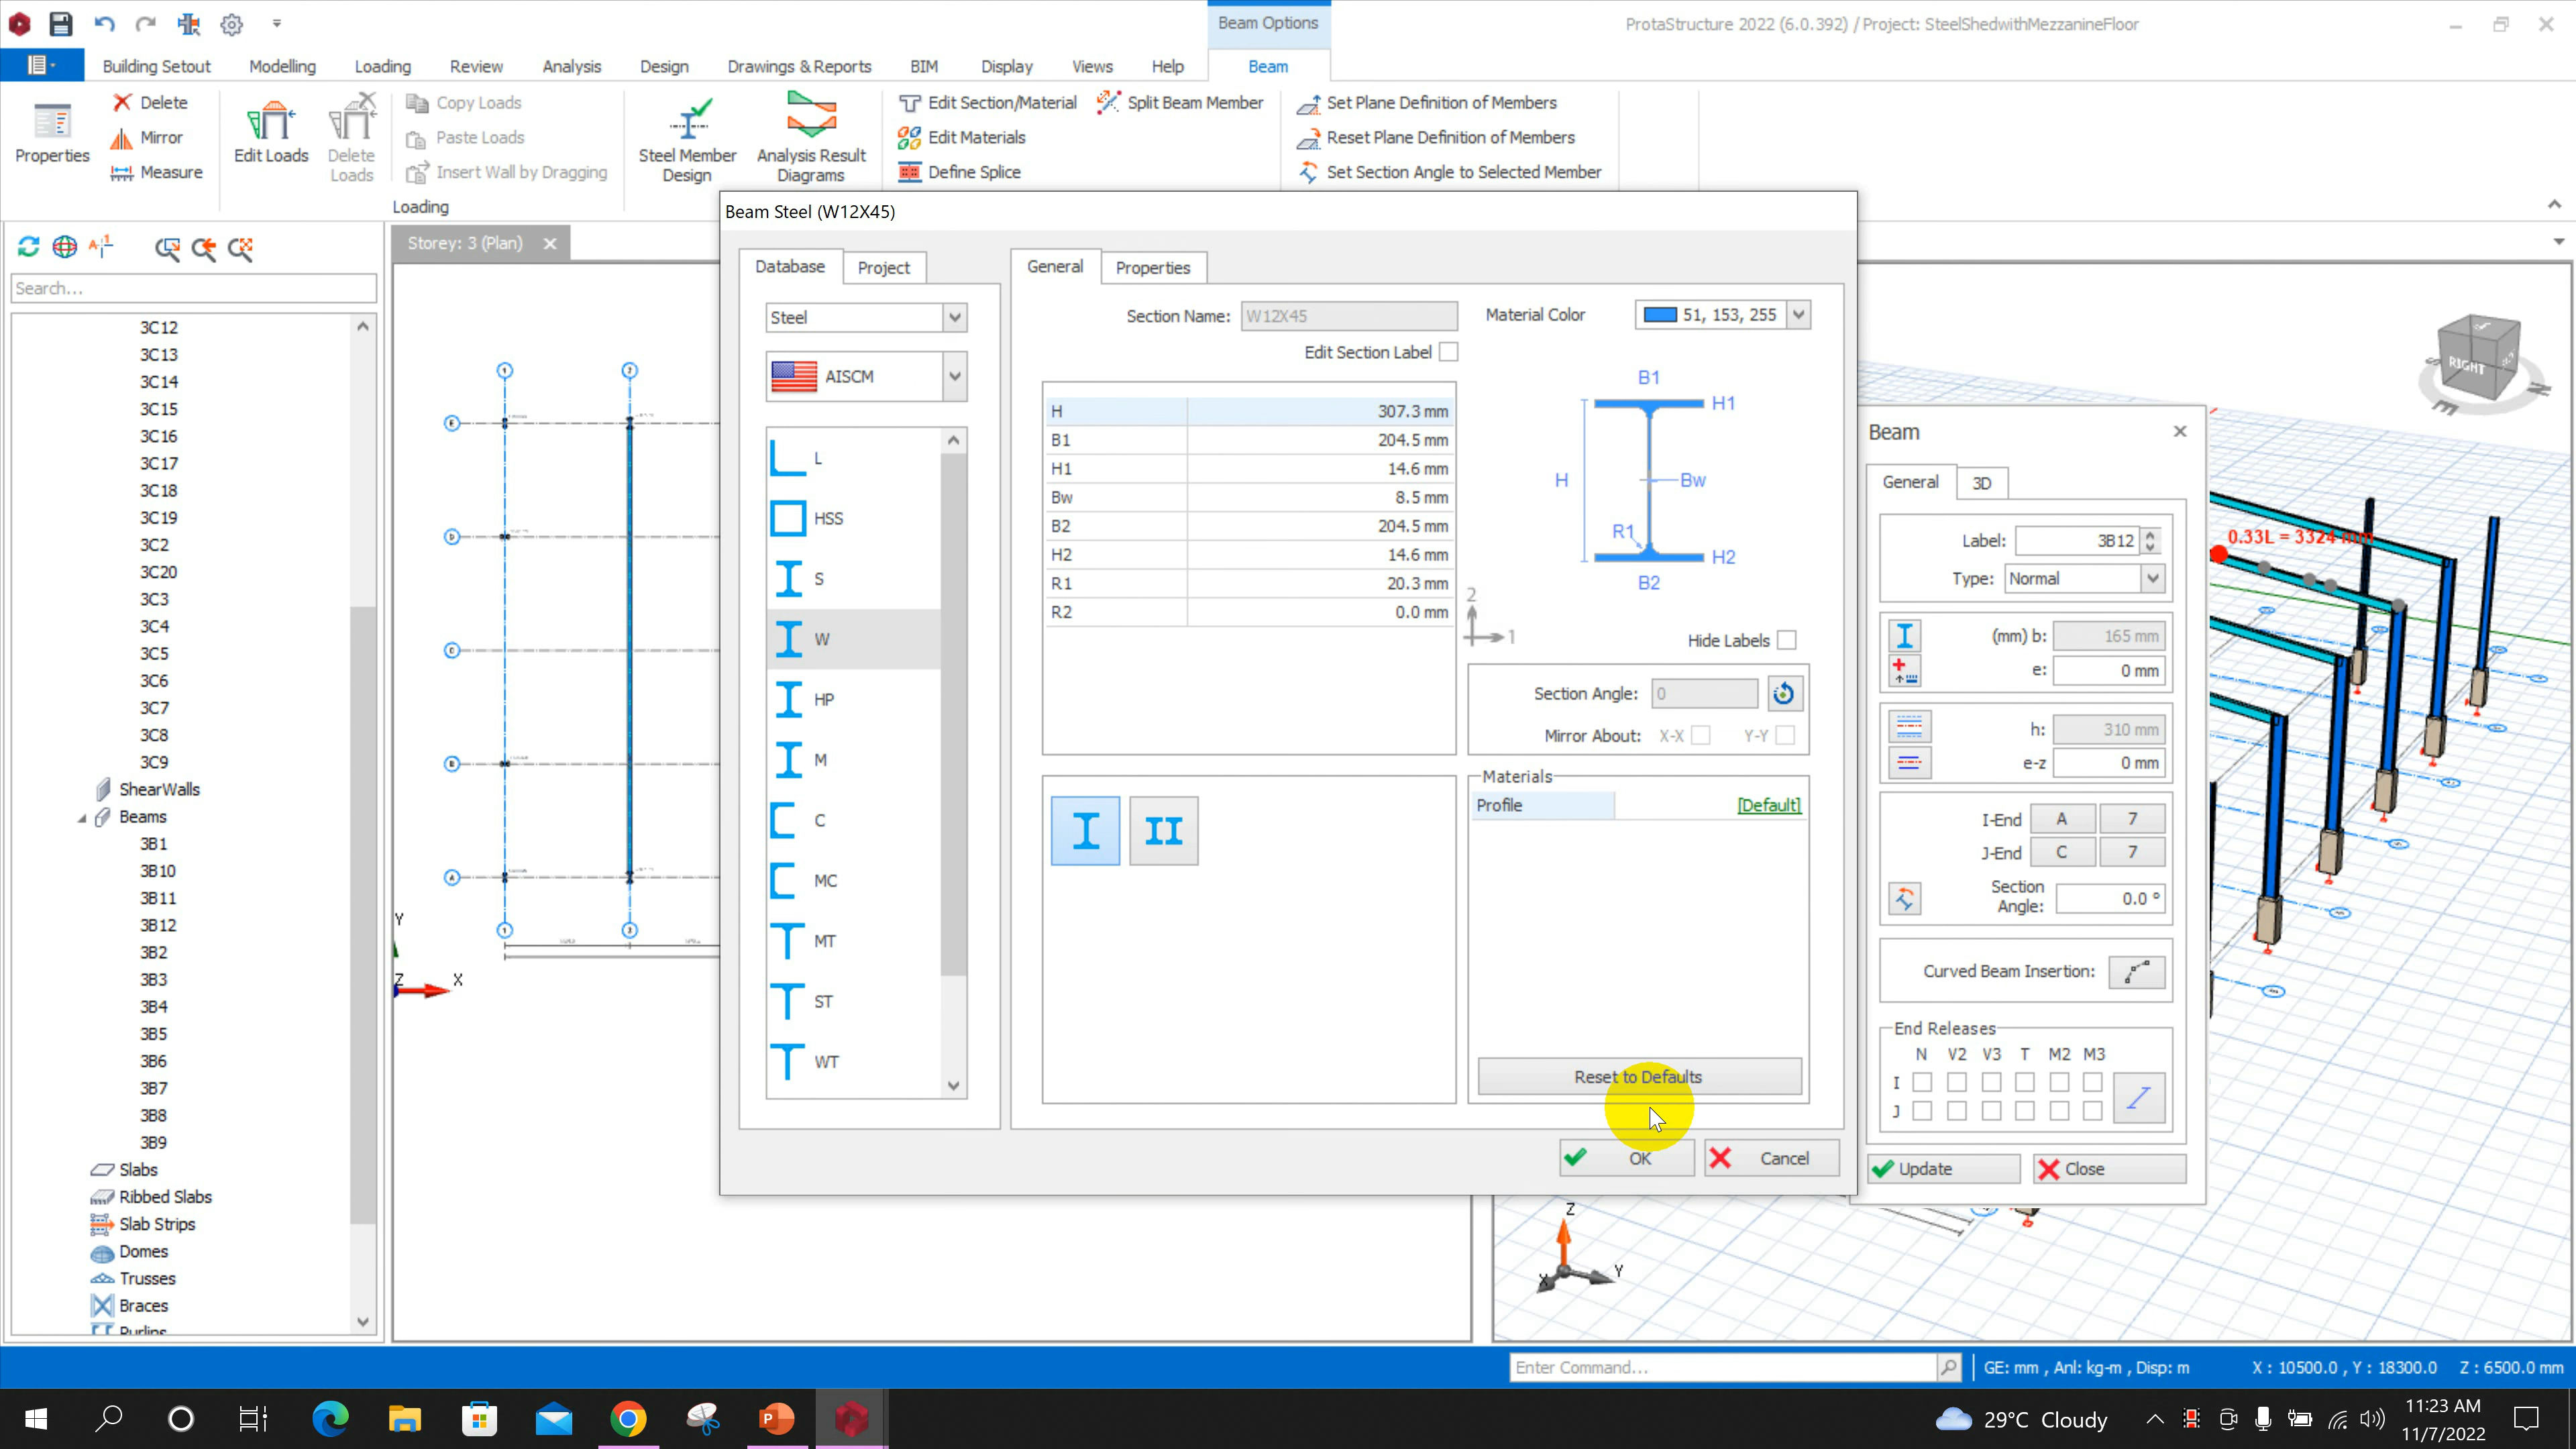 Beam Options
ProtaStructure 2022 (6.0.392) / Project: SteelShedwithMezzanineFloor
Building Setout
Modelling
Loading
Review
Analysis
Design
Drawings & Reports
BIM
Display
Views
Help
Beam
Properties
Delete
Mirror
Measure
Edit Loads
Delete
Loads
Copy Loads
Paste Loads
Insert Wall by Dragging
Loading
Steel Member
Design
Analysis Result
Diagrams
Edit Section/Material
Edit Materials
Define Splice
Split Beam Member
Set Plane Definition of Members
Reset Plane Definition of Members
Set Section Angle to Selected Member
Search...
3C12
3C13
3C14
3C15
3C16
3C17
3C18
3C19
3C2
3C20
3C3
3C4
3C5
3C6
3C7
3C8
3C9
ShearWalls
Beams
3B1
3B10
3B11
3B12
3B2
3B3
3B4
3B5
3B6
3B7
3B8
3B9
Slabs
Ribbed Slabs
Slab Strips
Domes
Trusses
Braces
Purlins
Storey: 3 (Plan)
1
2
E
D
C
B
A
1
2
Y
Z
X
Beam Steel (W12X45)
Database
Project
Steel
AISCM
L
HSS
S
W
HP
M
C
MC
MT
ST
WT
General
Properties
Section Name: W12X45
Edit Section Label
Material Color
51, 153, 255
H 307.3 mm
B1 204.5 mm
H1 14.6 mm
Bw 8.5 mm
B2 204.5 mm
H2 14.6 mm
R1 20.3 mm
R2 0.0 mm
B1
H1
H
Bw
R1
H2
B2
2
1
Hide Labels
Section Angle: 0
Mirror About: X-X Y-Y
Materials
Profile [Default]
Reset to Defaults
OK
Cancel
Beam
General
3D
Label: 3B12
Type: Normal
(mm) b: 165 mm
e: 0 mm
h: 310 mm
e-z 0 mm
I-End A 7
J-End C 7
Section
Angle: 0.0 °
Curved Beam Insertion:
End Releases
N V2 V3 T M2 M3
I
J
Update
Close
RIGHT
0.33L = 3324 mm
Z
X
Y
Enter Command...
GE: mm , Anl: kg-m , Disp: m
X : 10500.0 , Y : 18300.0 Z : 6500.0 mm
29°C Cloudy
11:23 AM
11/7/2022